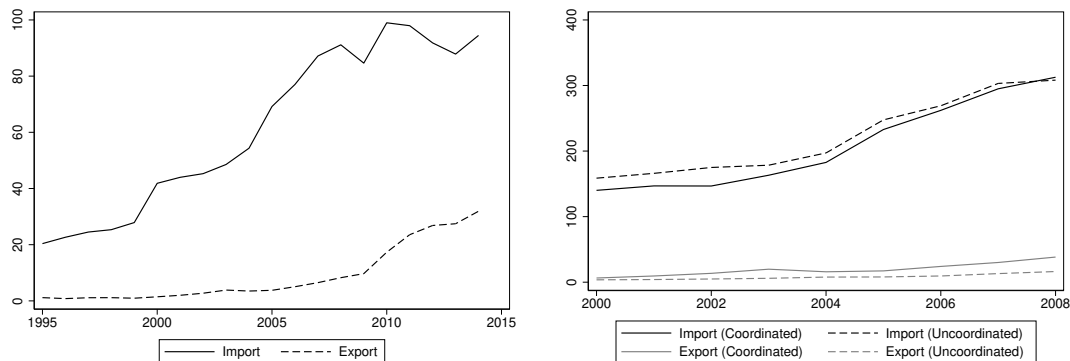 100
80
60
40
20
0
1995 2000 2005 2010 2015
Import Export
400
300
200
100
0
2000 2002 2004 2006 2008
Import (Coordinated) Import (Uncoordinated)
Export (Coordinated) Export (Uncoordinated)